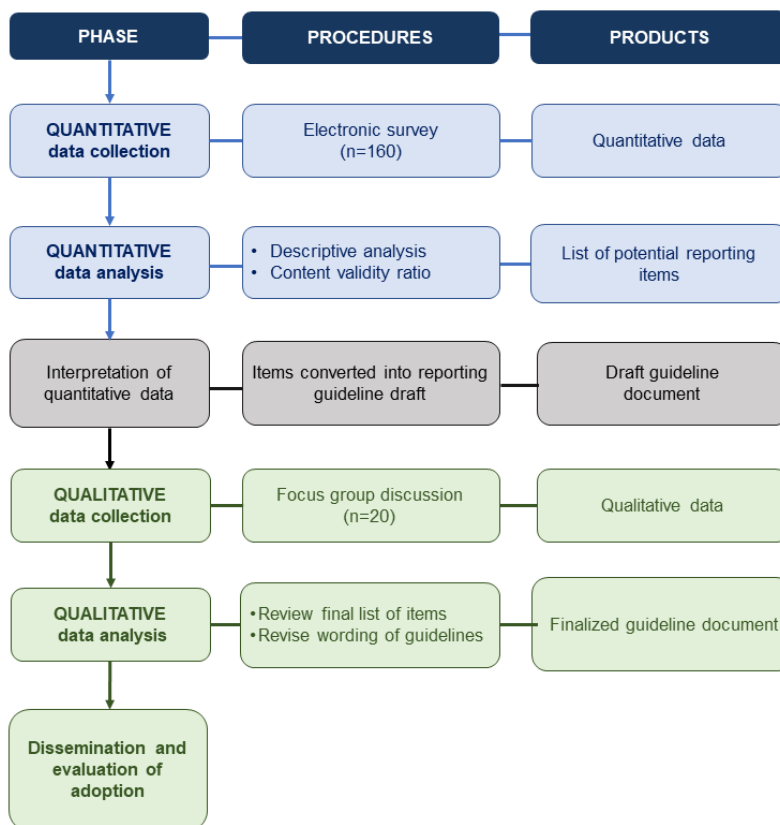 PHASE
PROCEDURES
PRODUCTS
QUANTITATIVE
data collection
Electronic survey
(n=160)
Quantitative data
QUANTITATIVE
data analysis
• Descriptive analysis
• Content validity ratio
List of potential reporting
items
Interpretation of
quantitative data
Items converted into reporting
guideline draft
Draft guideline
document
QUALITATIVE
data collection
Focus group discussion
(n=20)
Qualitative data
QUALITATIVE
data analysis
•Review final list of items
•Revise wording of guidelines
Finalized guideline document
Dissemination and
evaluation of
adoption